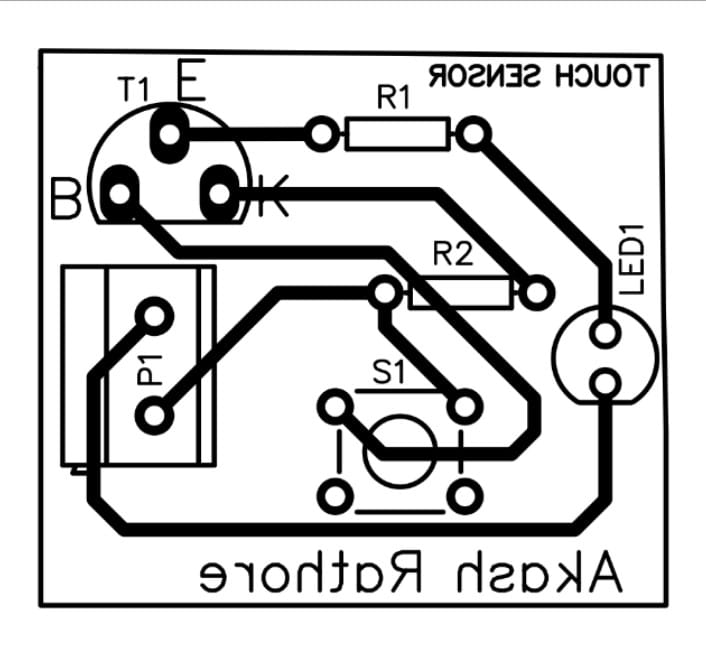 TOUCH SENSOR
T1 E
R1
B K
R2
LED1
P1
S1
Akash Rathore